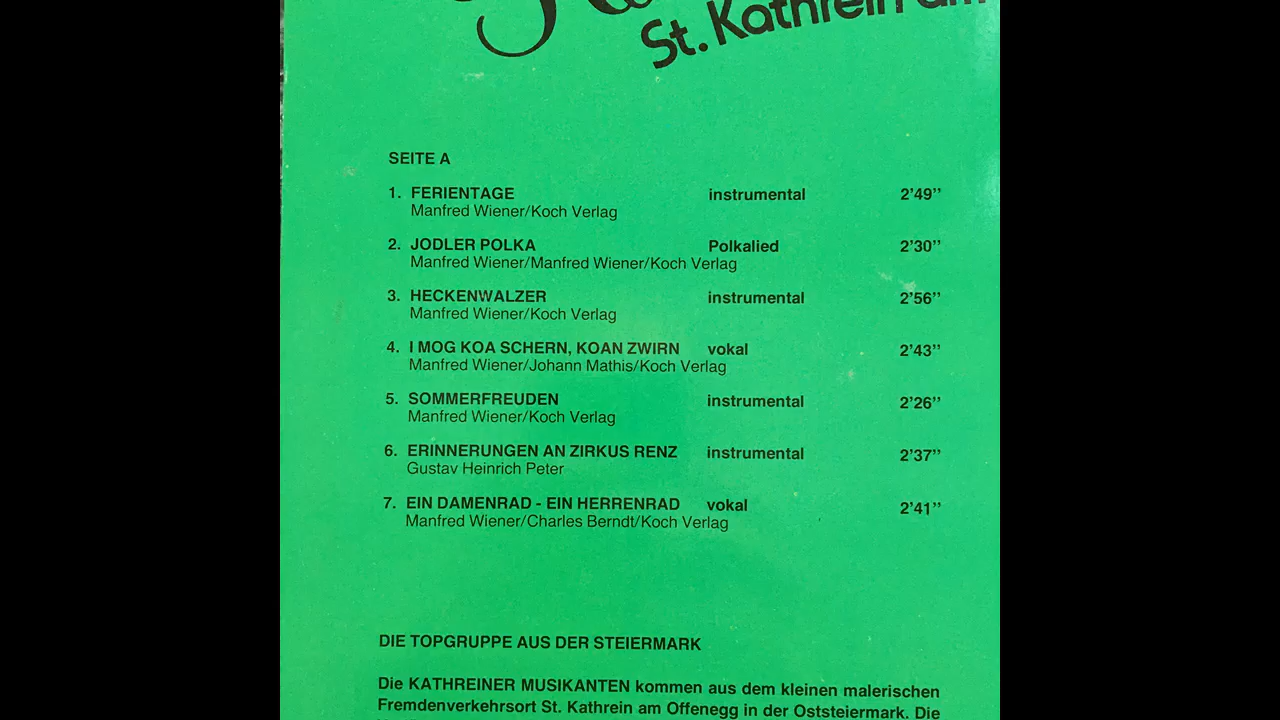 St. Kathrein am
SEITE A
1. FERIENTAGE instrumental 2’49’’
Manfred Wiener/Koch Verlag
2. JODLER POLKA Polkalied 2’30’’
Manfred Wiener/Manfred Wiener/Koch Verlag
3. HECKENWALZER instrumental 2’56’’
Manfred Wiener/Koch Verlag
4. I MOG KOA SCHERN, KOAN ZWIRN vokal 2’43’’
Manfred Wiener/Johann Mathis/Koch Verlag
5. SOMMERFREUDEN instrumental 2’26’’
Manfred Wiener/Koch Verlag
6. ERINNERUNGEN AN ZIRKUS RENZ instrumental 2’37’’
Gustav Heinrich Peter
7. EIN DAMENRAD - EIN HERRENRAD vokal 2’41’’
Manfred Wiener/Charles Berndt/Koch Verlag
DIE TOPGRUPPE AUS DER STEIERMARK
Die KATHREINER MUSIKANTEN kommen aus dem kleinen malerischen
Fremdenverkehrsort St. Kathrein am Offenegg in der Oststeiermark. Die